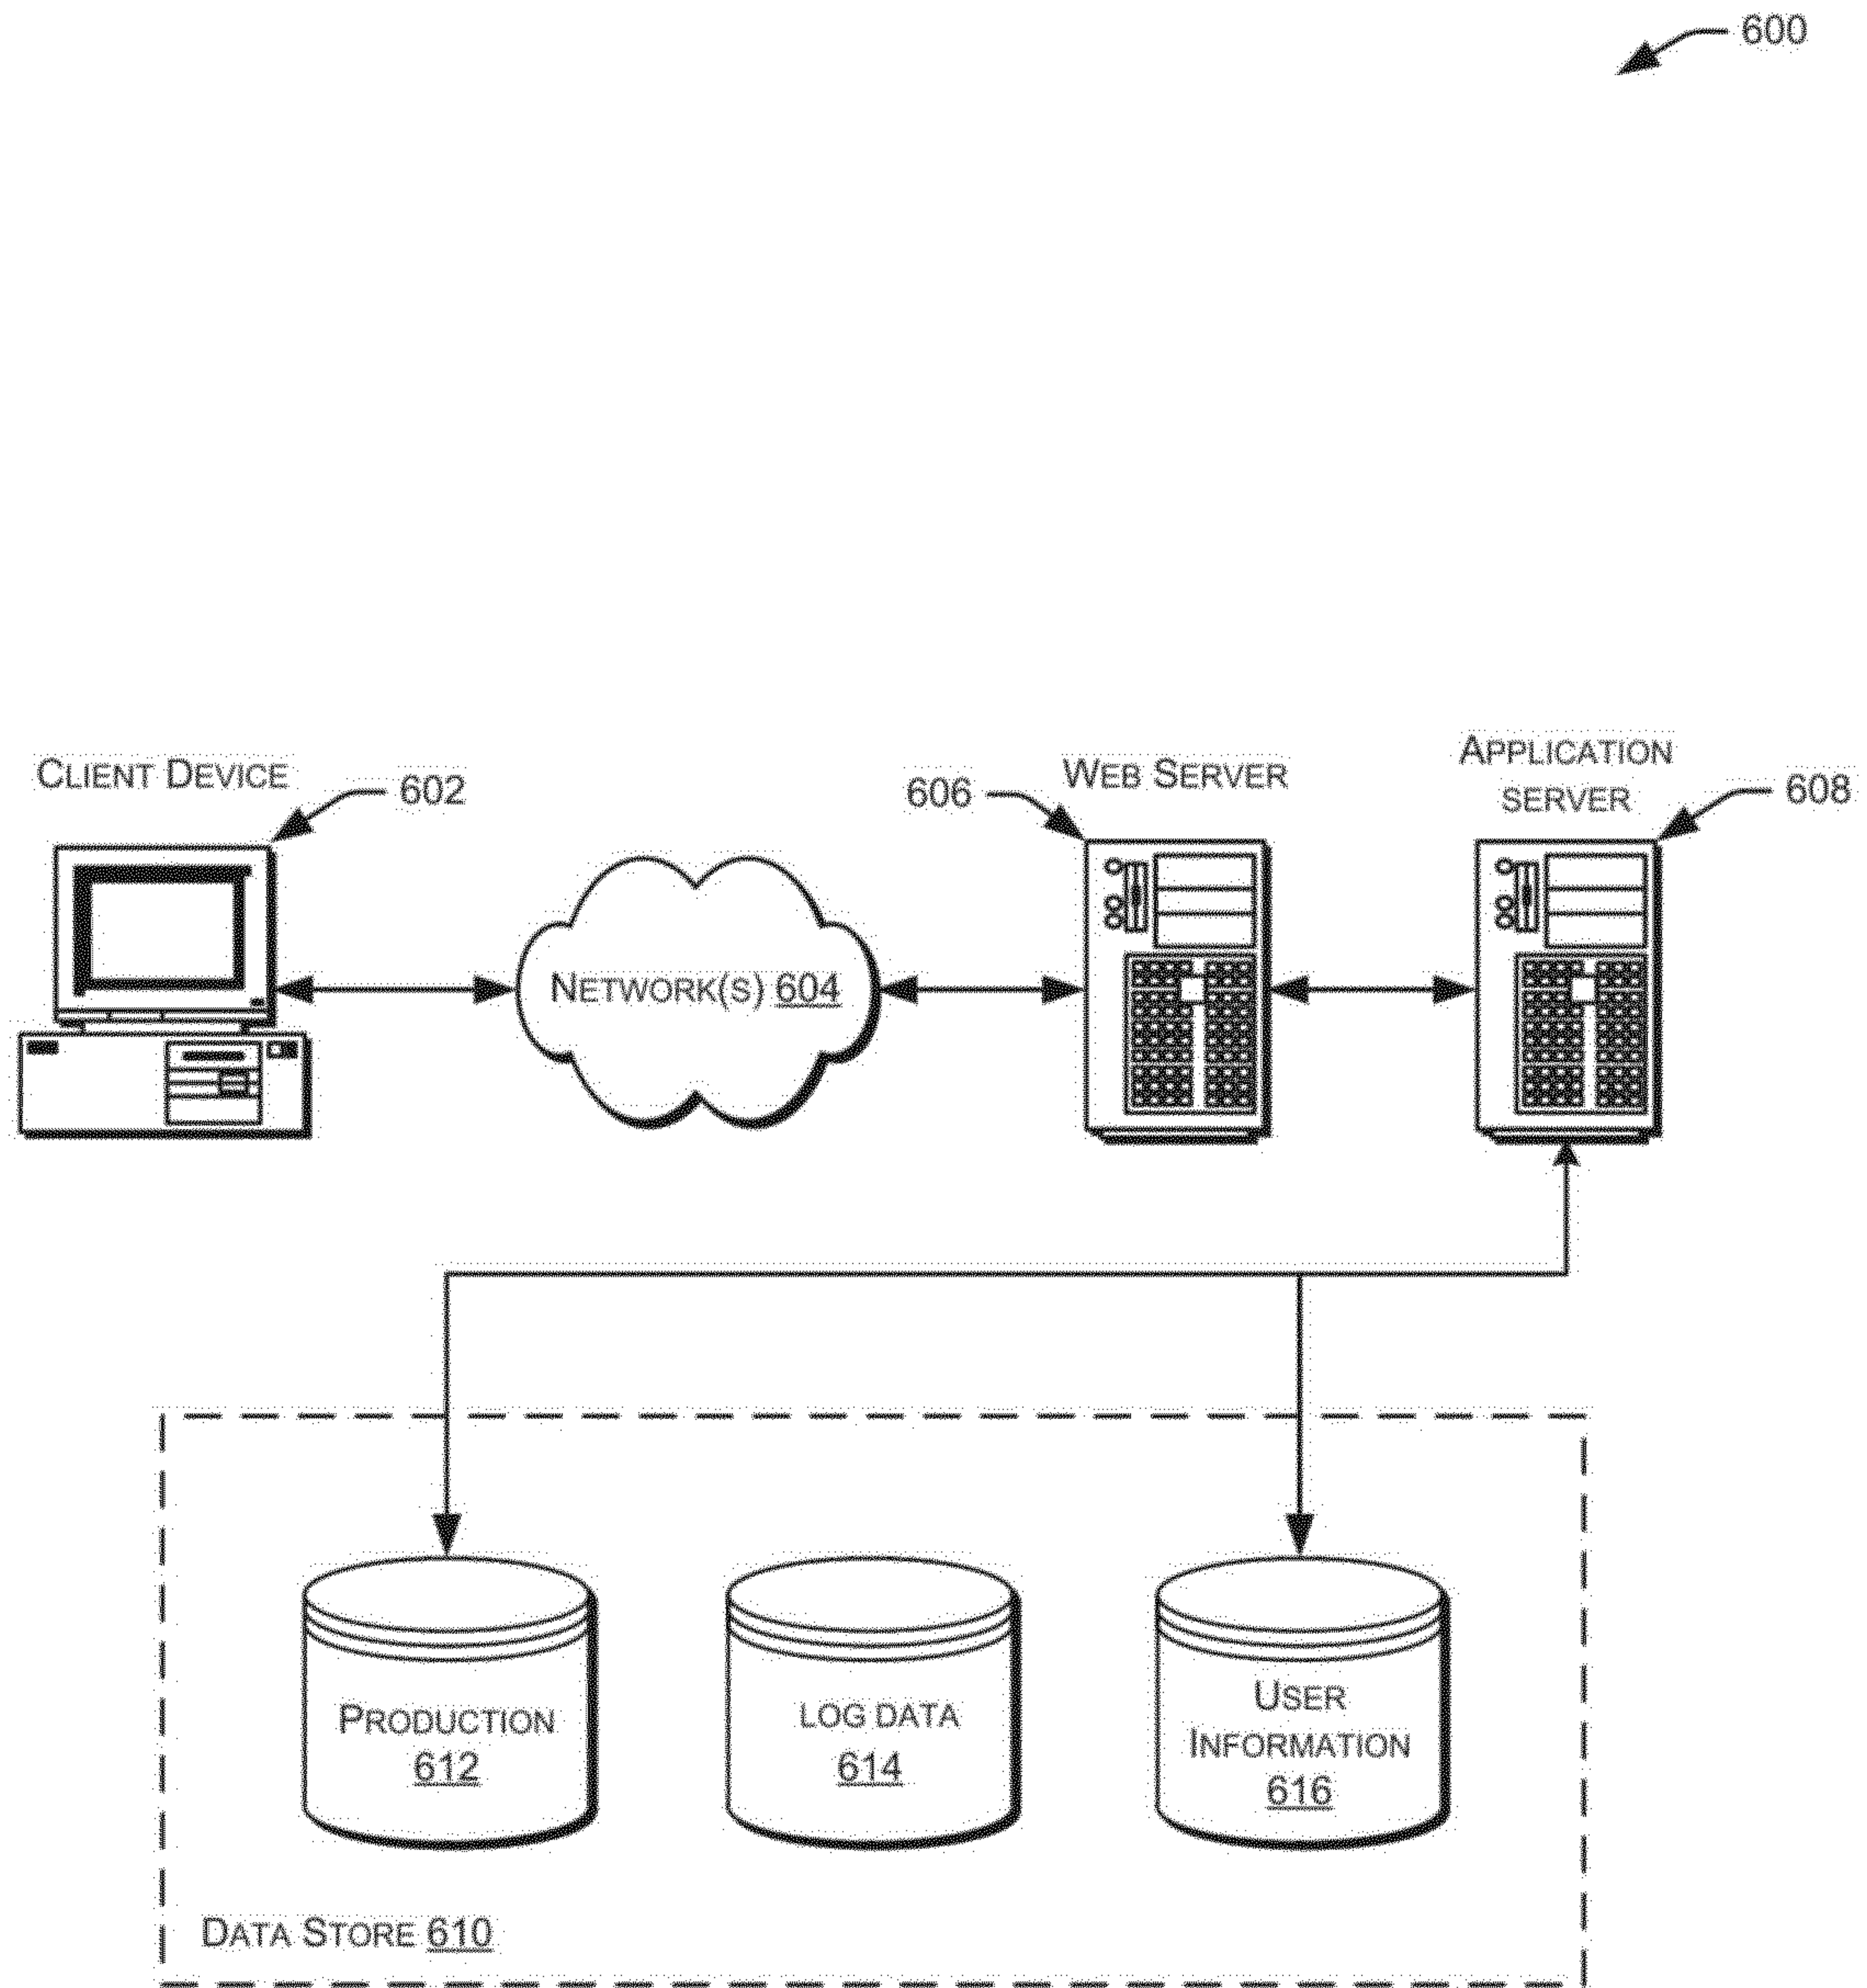 600
CLIENT DEVICE
602
606
WEB SERVER
APPLICATION
SERVER
608
NETWORK(S) 604
PRODUCTION
612
LOG DATA
614
USER
INFORMATION
616
DATA STORE 610